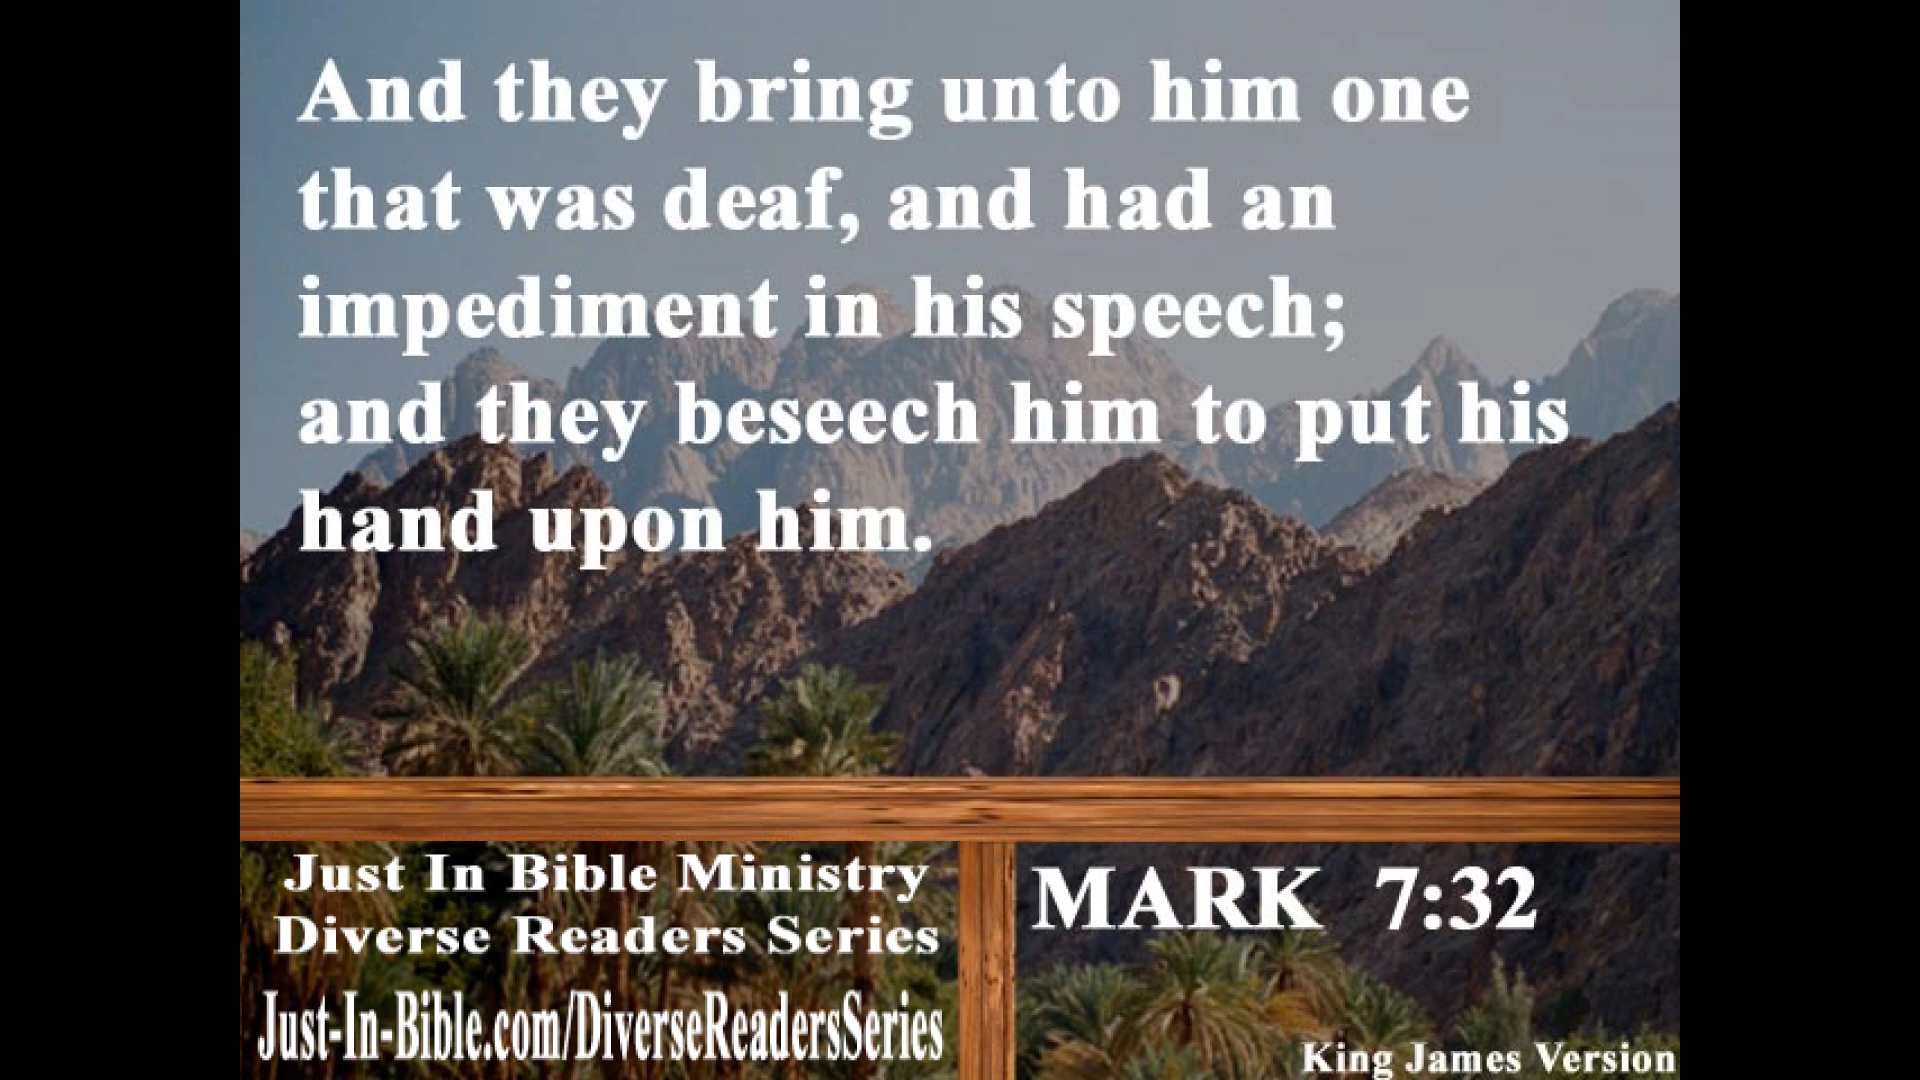 And they bring unto him one
that was deaf, and had an
impediment in his speech;
and they beseech him to put his
hand upon him.
Just In Bible Ministry
Diverse Readers Series
Just-In-Bible.com/DiverseReadersSeries
MARK 7:32
King James Version